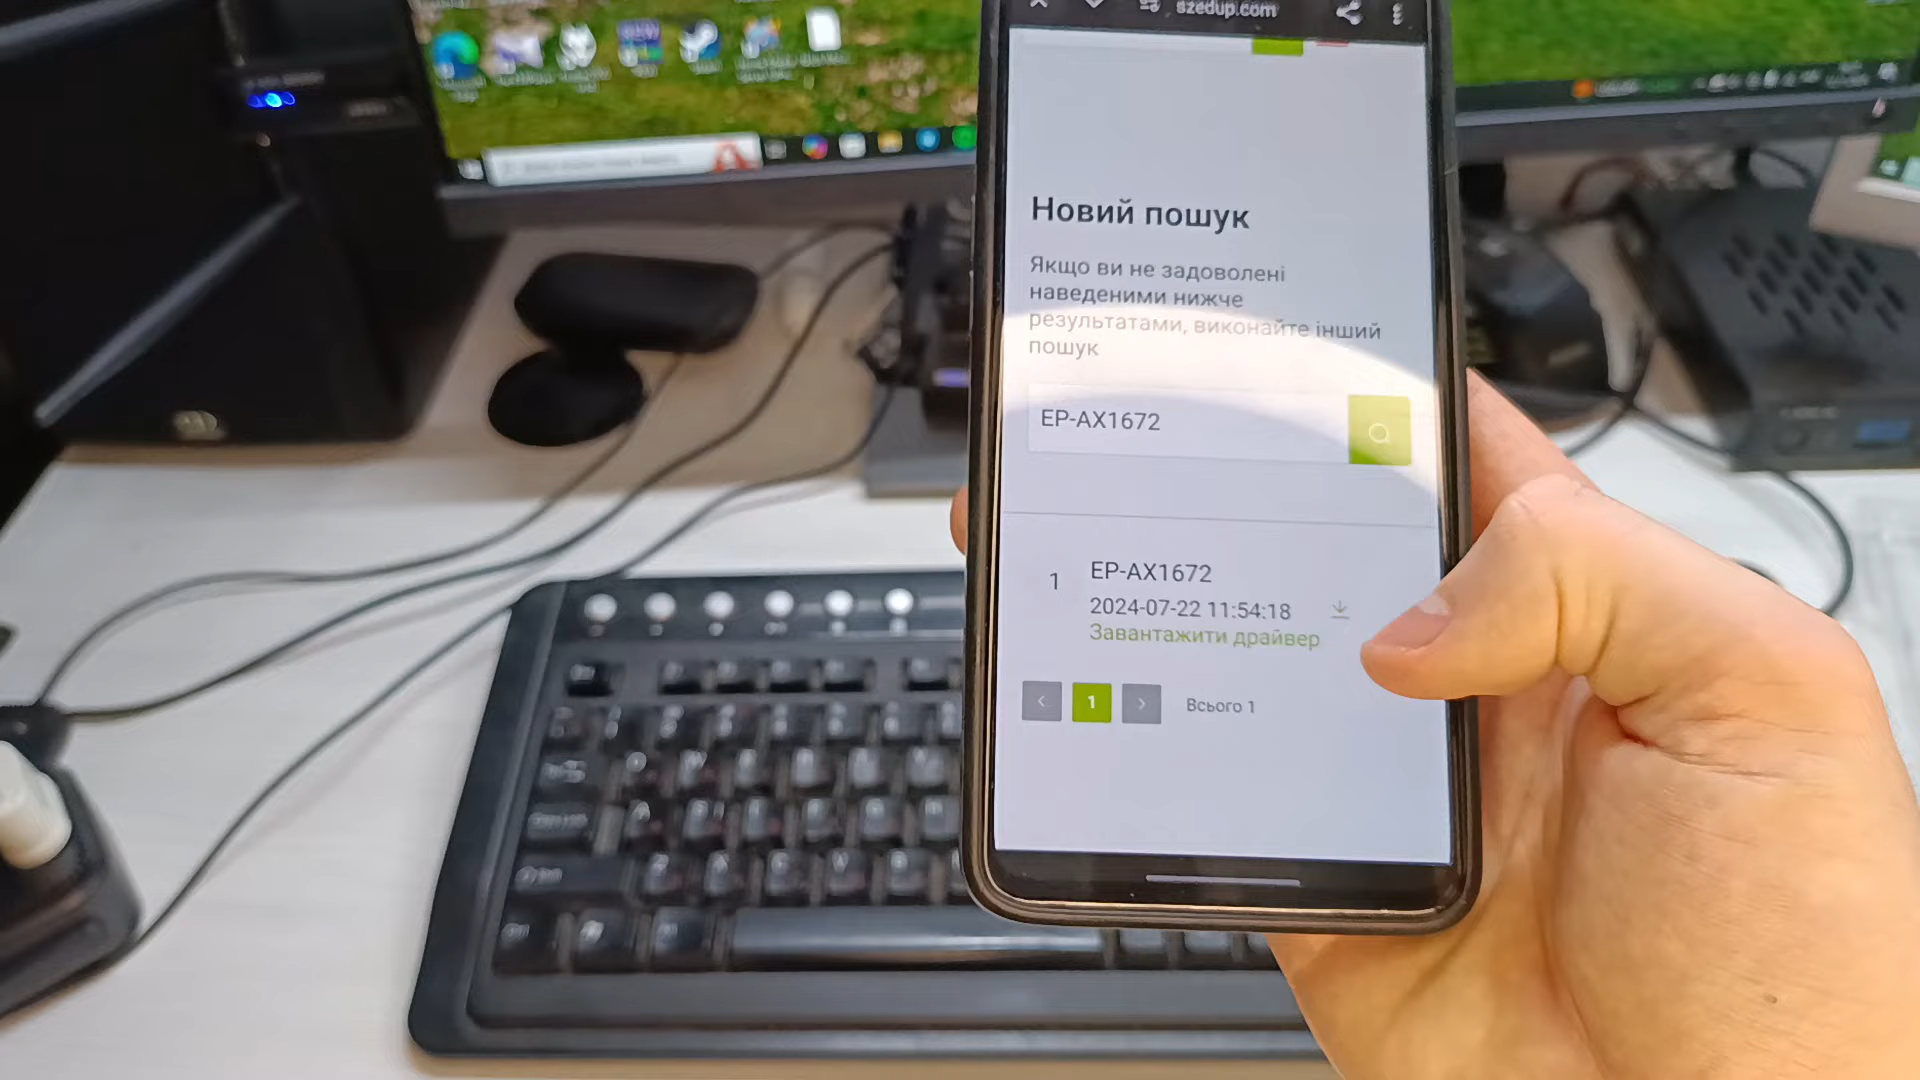 szedup.com
Новий пошук
Якщо ви не задоволені
наведеними нижче
результатами, виконайте інший
пошук
EP-AX1672
1
EP-AX1672
2024-07-22 11:54:18
Завантажити драйвер
< 1 > Всього 1